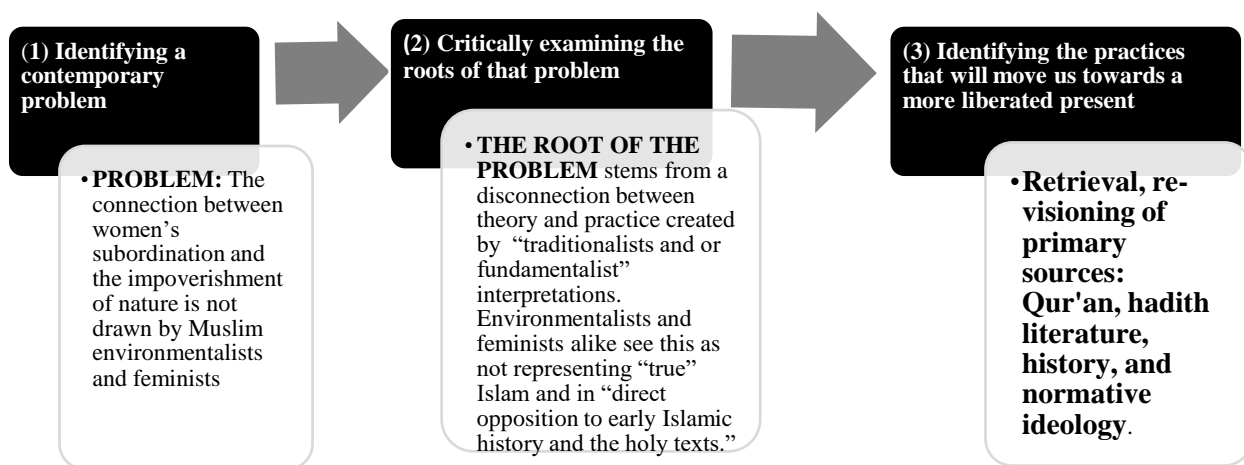 (1) Identifying a
contemporary
problem
• PROBLEM: The
connection between
women’s
subordination and
the impoverishment
of nature is not
drawn by Muslim
environmentalists
and feminists
(2) Critically examining the
roots of that problem
• THE ROOT OF THE
PROBLEM stems from a
disconnection between
theory and practice created
by “traditionalists and or
fundamentalist”
interpretations.
Environmentalists and
feminists alike see this as
not representing “true”
Islam and in “direct
opposition to early Islamic
history and the holy texts.”
(3) Identifying the practices
that will move us towards a
more liberated present
• Retrieval, re-
visioning of
primary
sources:
Qur'an, hadith
literature,
history, and
normative
ideology.